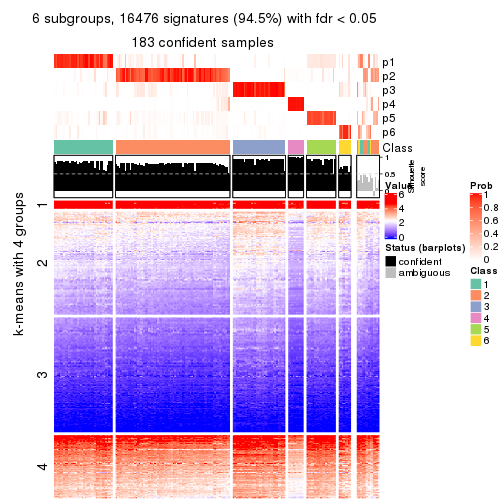 6 subgroups, 16476 signatures (94.5%) with fdr < 0.05
183 confident samples
p1
p2
p3
p4
p5
p6
Class
1
0.5
0
Silhouette
score
k-means with 4 groups
1
2
3
4
Value
6
4
2
0
Status (barplots)
confident
ambiguous
Prob
1
0.8
0.6
0.4
0.2
0
Class
1
2
3
4
5
6